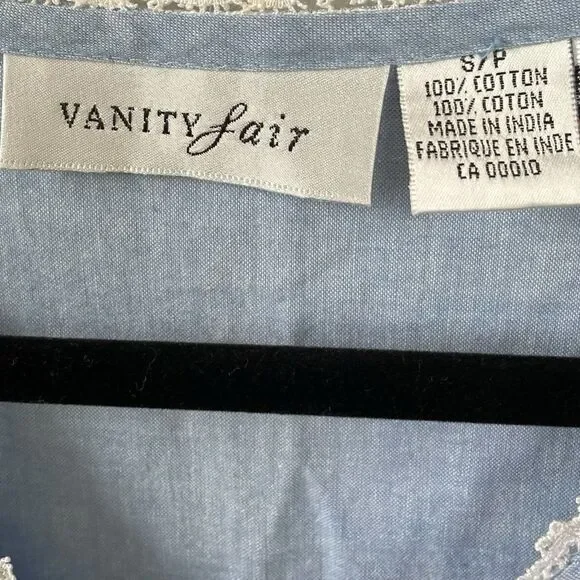 VANITY fair
S/P
100% COTTON
100% COTON
MADE IN INDIA
FABRIQUE EN INDE
CA 00010